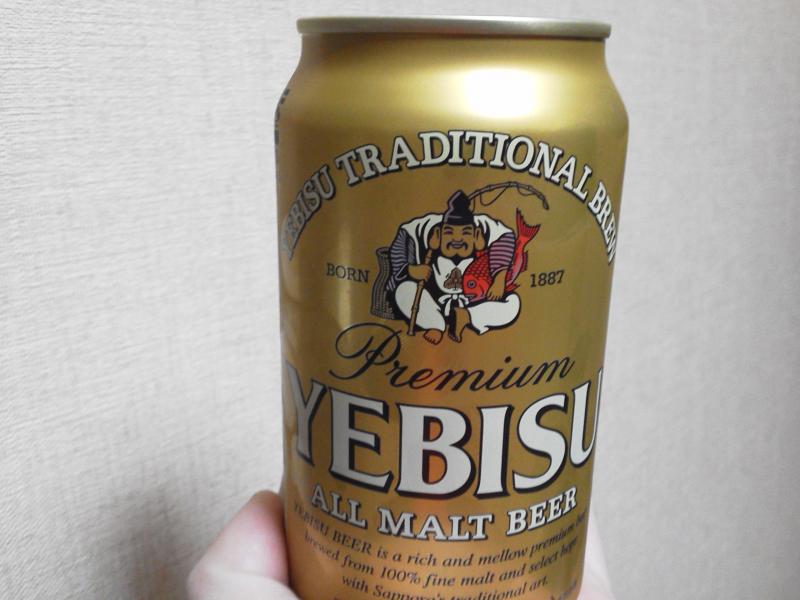 YEBISU TRADITIONAL BREW
BORN 1887
Premium
YEBISU
ALL MALT BEER
YEBISU BEER is a rich and mellow premium
brewed from 100% fine malt and select hops
with Sapporo's traditional art.